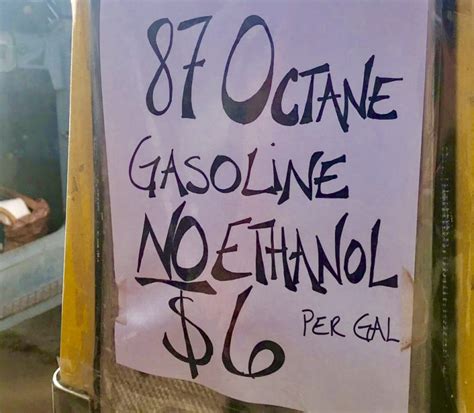 87 OCTANE
GASOLINE
NO ETHANOL
$6 PER GAL